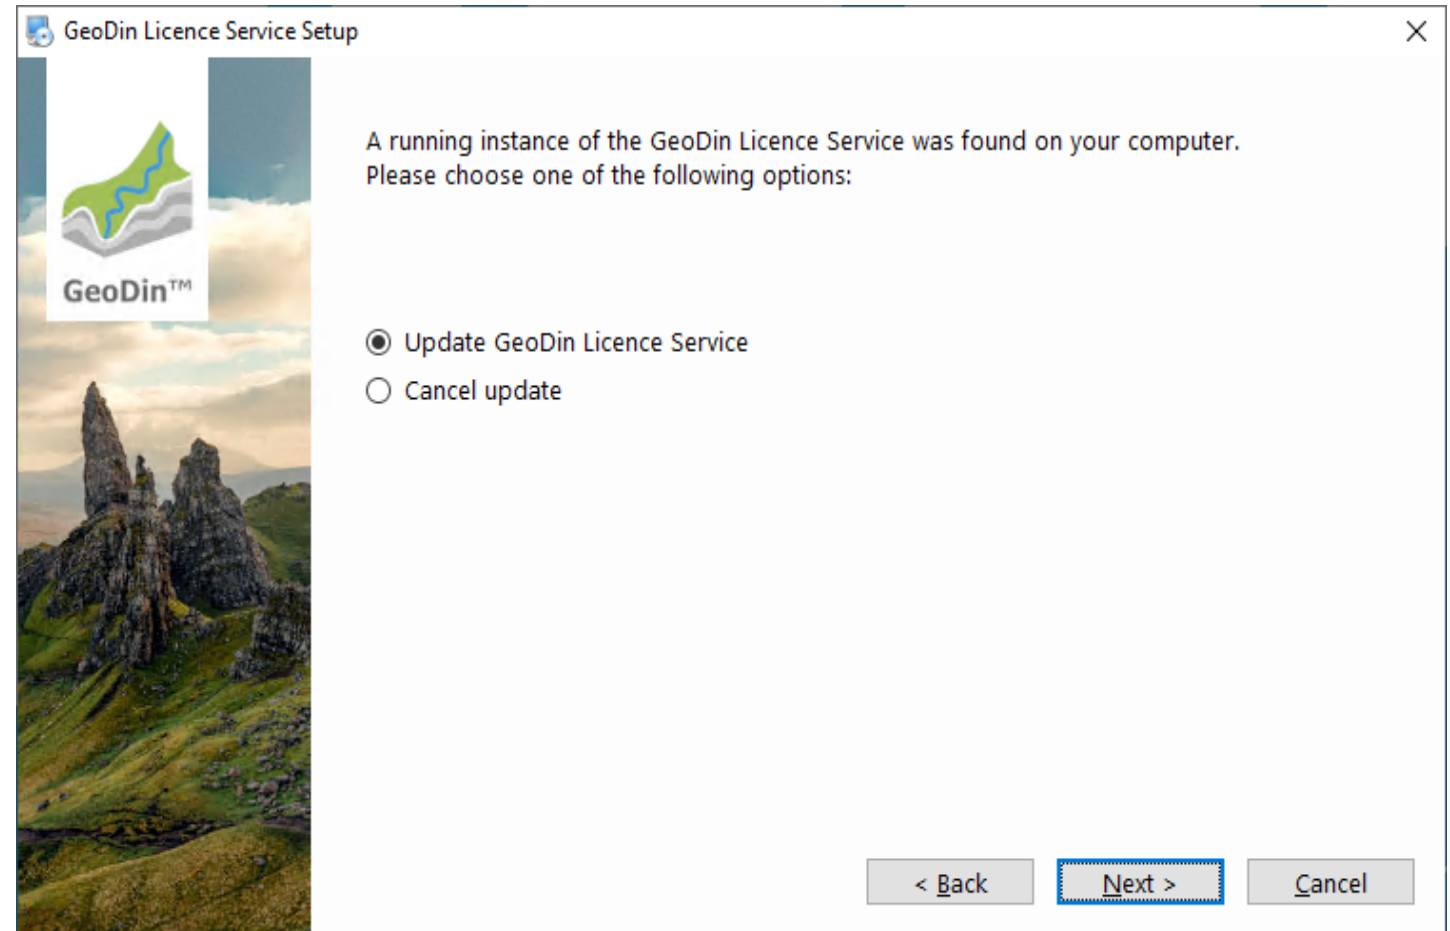 GeoDin Licence Service Setup
GeoDin™
A running instance of the GeoDin Licence Service was found on your computer.
Please choose one of the following options:
Update GeoDin Licence Service
Cancel update
< Back
Next >
Cancel